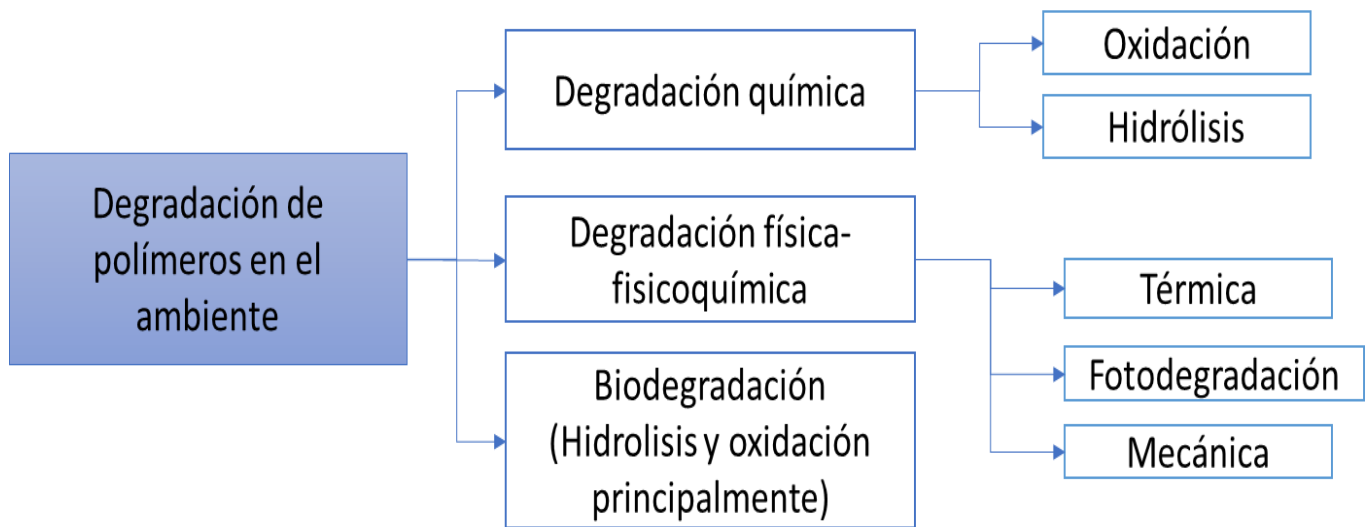 Degradación de
polímeros en el
ambiente
Degradación química
Oxidación
Hidrólisis
Degradación física-
fisicoquímica
Térmica
Fotodegradación
Mecánica
Biodegradación
(Hidrolisis y oxidación
principalmente)